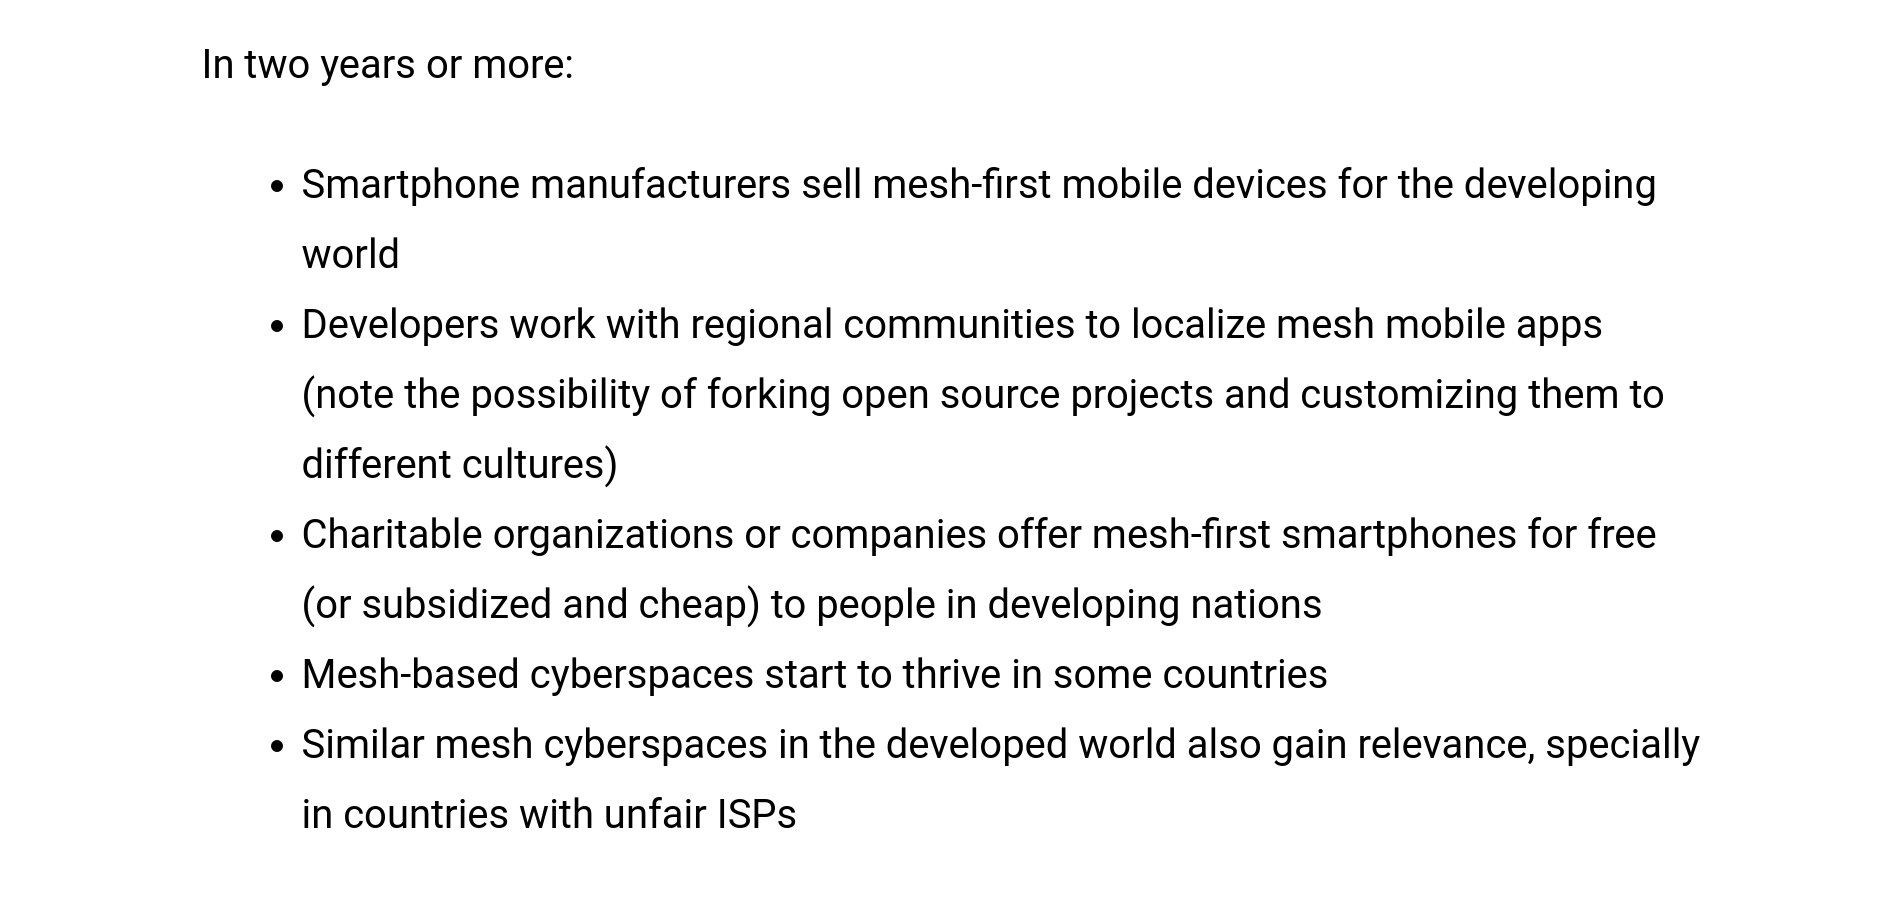 In two years or more:
• Smartphone manufacturers sell mesh-first mobile devices for the developing
world
• Developers work with regional communities to localize mesh mobile apps
(note the possibility of forking open source projects and customizing them to
different cultures)
• Charitable organizations or companies offer mesh-first smartphones for free
(or subsidized and cheap) to people in developing nations
• Mesh-based cyberspaces start to thrive in some countries
• Similar mesh cyberspaces in the developed world also gain relevance, specially
in countries with unfair ISPs